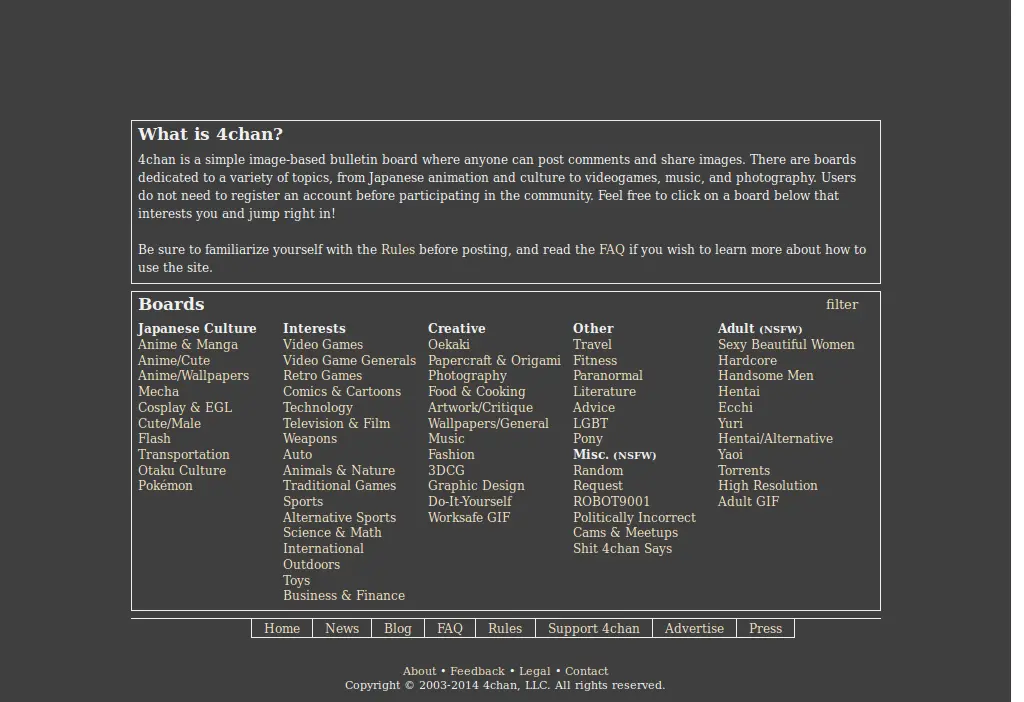 What is 4chan?
4chan is a simple image-based bulletin board where anyone can post comments and share images. There are boards
dedicated to a variety of topics, from Japanese animation and culture to videogames, music, and photography. Users
do not need to register an account before participating in the community. Feel free to click on a board below that
interests you and jump right in!
Be sure to familiarize yourself with the Rules before posting, and read the FAQ if you wish to learn more about how to
use the site.
Boards
filter
Japanese Culture
Anime & Manga
Anime/Cute
Anime/Wallpapers
Mecha
Cosplay & EGL
Cute/Male
Flash
Transportation
Otaku Culture
Pokémon
Interests
Video Games
Video Game Generals
Retro Games
Comics & Cartoons
Technology
Television & Film
Weapons
Auto
Animals & Nature
Traditional Games
Sports
Alternative Sports
Science & Math
International
Outdoors
Toys
Business & Finance
Creative
Oekaki
Papercraft & Origami
Photography
Food & Cooking
Artwork/Critique
Wallpapers/General
Music
Fashion
3DCG
Graphic Design
Do-It-Yourself
Worksafe GIF
Other
Travel
Fitness
Paranormal
Literature
Advice
LGBT
Pony
Misc. (NSFW)
Random
Request
ROBOT9001
Politically Incorrect
Cams & Meetups
Shit 4chan Says
Adult (NSFW)
Sexy Beautiful Women
Hardcore
Handsome Men
Hentai
Ecchi
Yuri
Hentai/Alternative
Yaoi
Torrents
High Resolution
Adult GIF
Home News Blog FAQ Rules Support 4chan Advertise Press
About • Feedback • Legal • Contact
Copyright © 2003-2014 4chan, LLC. All rights reserved.